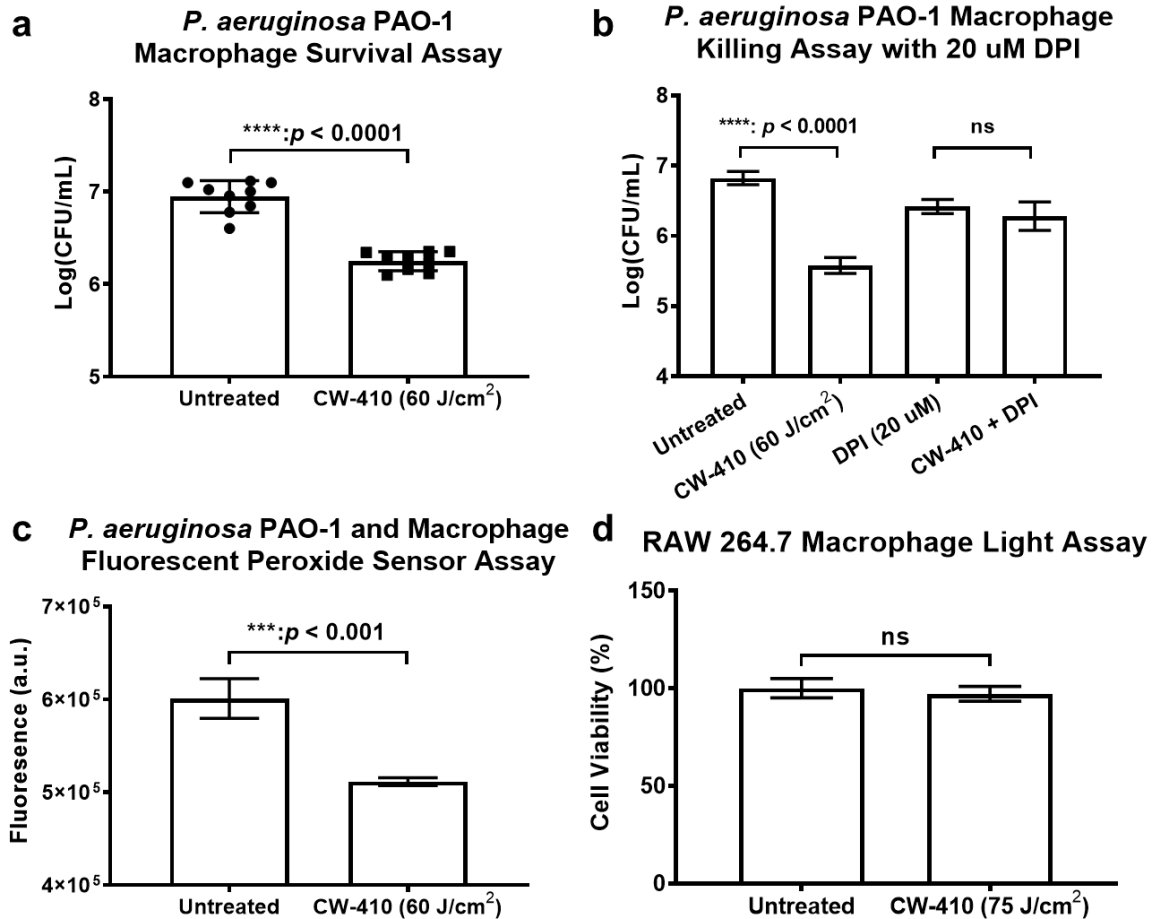 a
P. aeruginosa PAO-1
Macrophage Survival Assay
8
7
6
5
Log(CFU/mL)
****:p < 0.0001
Untreated
CW-410 (60 J/cm²)
b
P. aeruginosa PAO-1 Macrophage
Killing Assay with 20 uM DPI
8
7
6
5
4
Log(CFU/mL)
****: p < 0.0001
ns
Untreated
CW-410 (60 J/cm²)
DPI (20 uM)
CW-410 + DPI
c
P. aeruginosa PAO-1 and Macrophage
Fluorescent Peroxide Sensor Assay
7×10⁵
6×10⁵
5×10⁵
4×10⁵
Fluoresence (a.u.)
***:p < 0.001
Untreated
CW-410 (60 J/cm²)
d
RAW 264.7 Macrophage Light Assay
150
100
50
0
Cell Viability (%)
ns
Untreated
CW-410 (75 J/cm²)